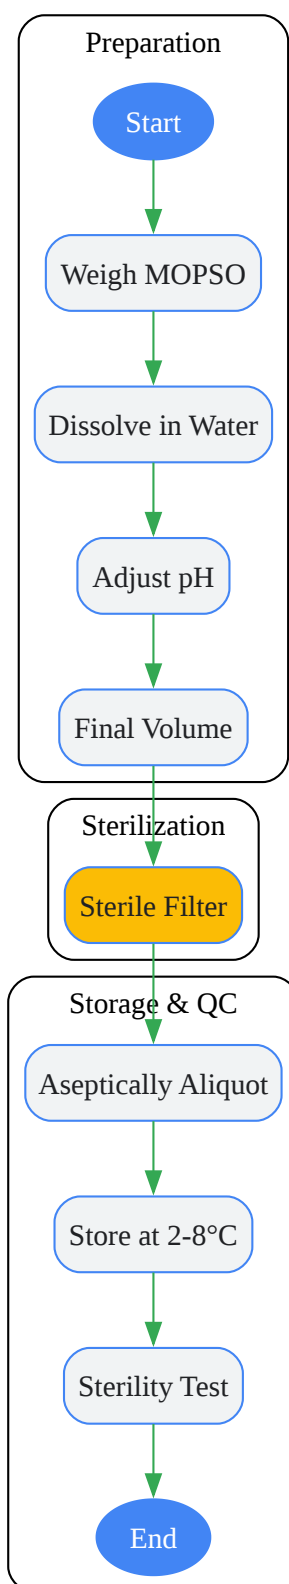 Preparation
Start
Weigh MOPSO
Dissolve in Water
Adjust pH
Final Volume
Sterilization
Sterile Filter
Storage & QC
Aseptically Aliquot
Store at 2-8°C
Sterility Test
End